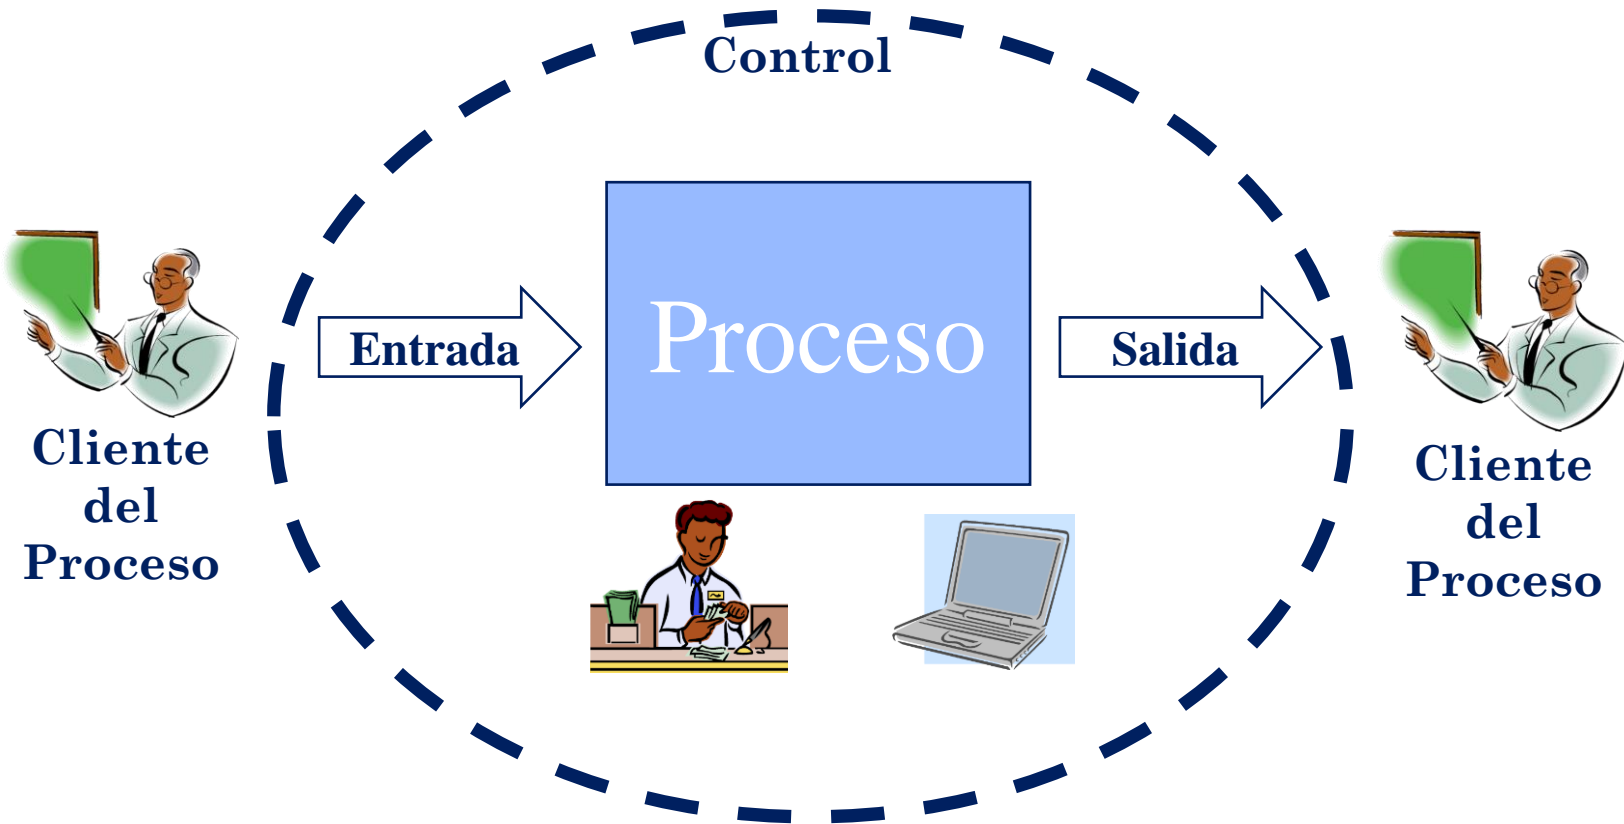 Control
Entrada
Proceso
Salida
Cliente
del
Proceso
Cliente
del
Proceso